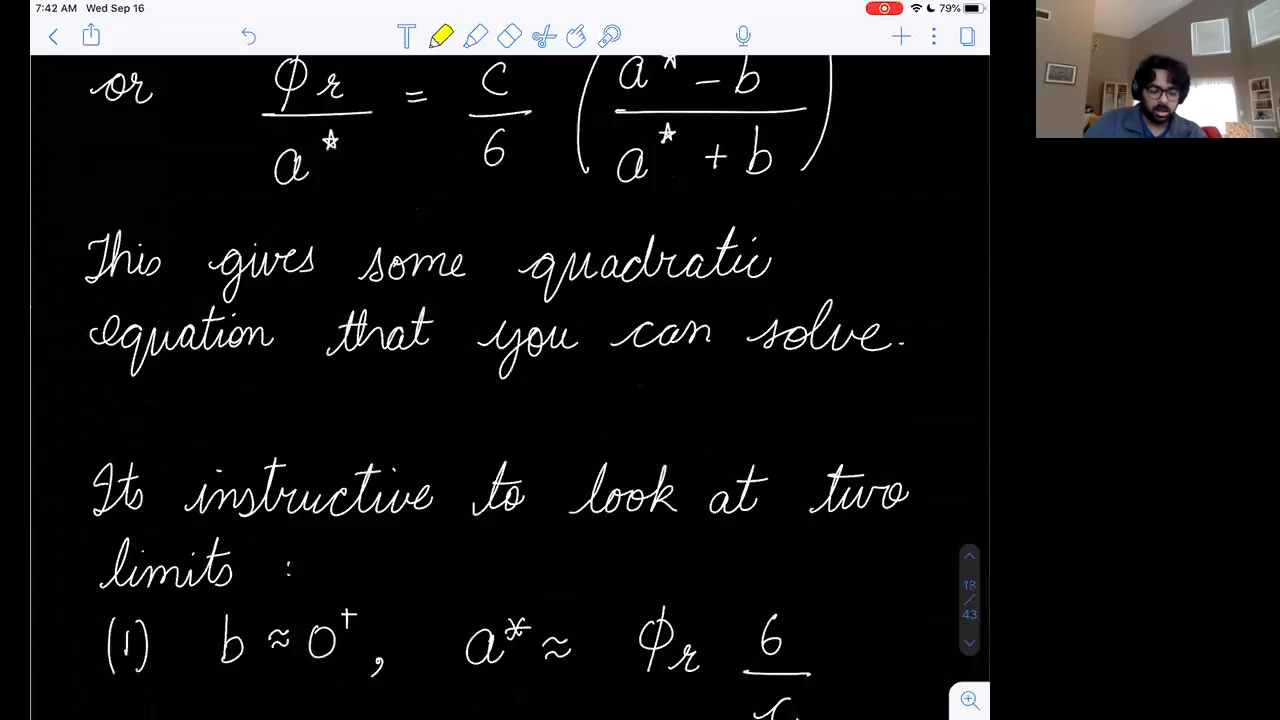 7:42 AM Wed Sep 16
79%
T
or ϕr / a* = c / 6 ( a* - b / a* + b )
This gives some quadratic
equation that you can solve.
Its instructive to look at two
limits :
18
/
43
(1) b ≈ 0⁺, a* ≈ ϕr 6 / c